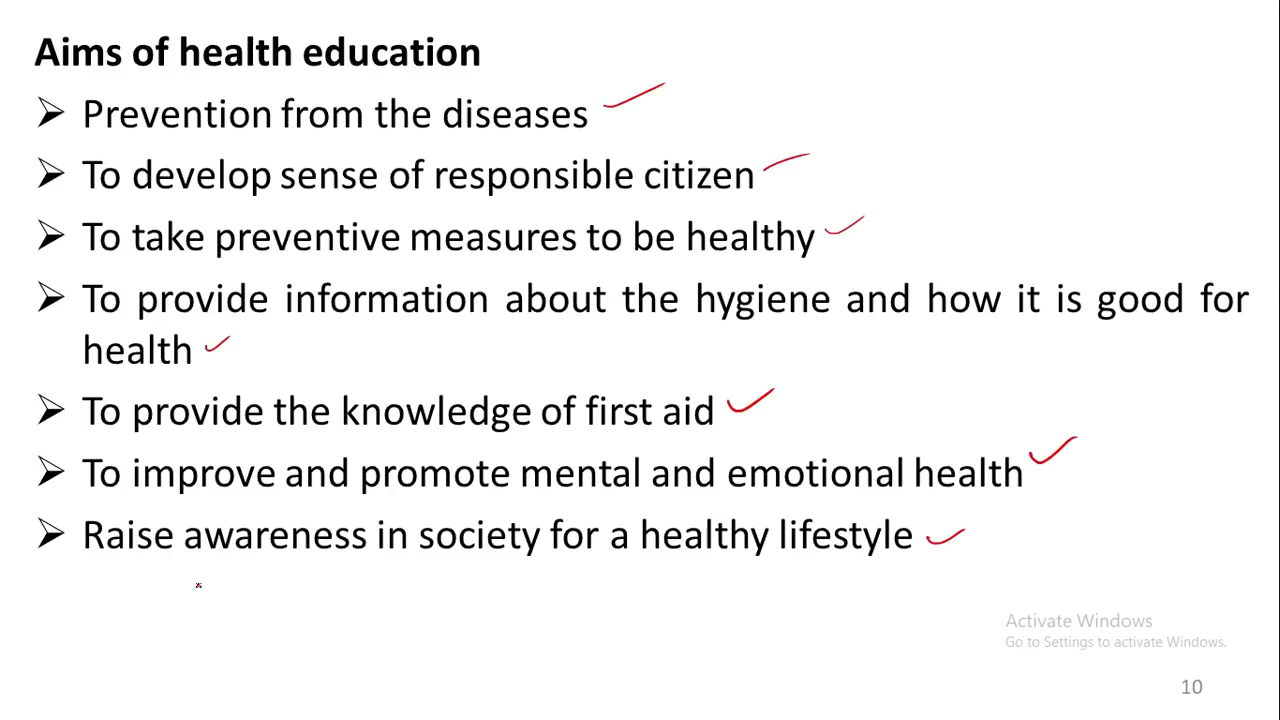 Aims of health education
➢ Prevention from the diseases
➢ To develop sense of responsible citizen
➢ To take preventive measures to be healthy
➢ To provide information about the hygiene and how it is good for
health
➢ To provide the knowledge of first aid
➢ To improve and promote mental and emotional health
➢ Raise awareness in society for a healthy lifestyle
Activate Windows
Go to Settings to activate Windows.
10